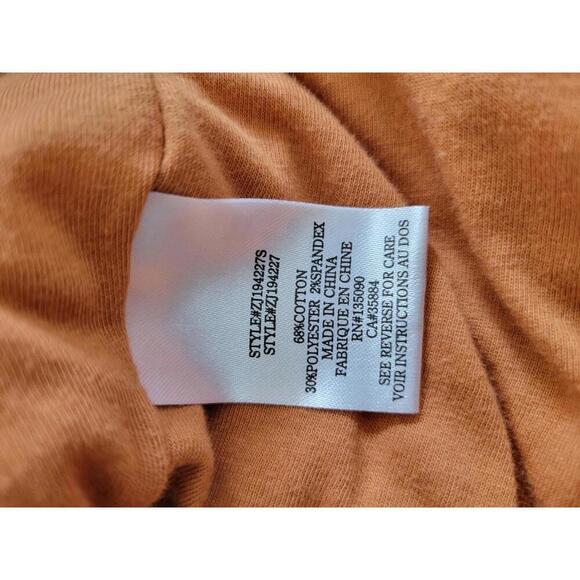 STYLE#ZJ194227S
STYLE#ZJ194227
68%COTTON
30%POLYESTER 2%SPANDEX
MADE IN CHINA
FABRIQUE EN CHINE
RN#135090
CA#35884
SEE REVERSE FOR CARE
VOIR INSTRUCTIONS AU DOS